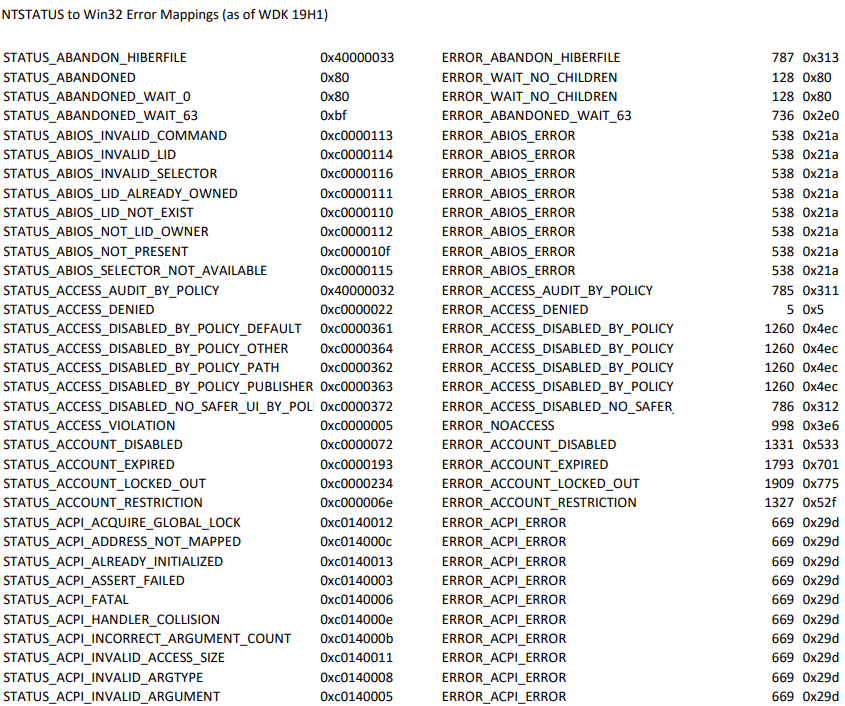 NTSTATUS to Win32 Error Mappings (as of WDK 19H1)
STATUS_ABANDON_HIBERFILE 0x40000033 ERROR_ABANDON_HIBERFILE 787 0x313
STATUS_ABANDONED 0x80 ERROR_WAIT_NO_CHILDREN 128 0x80
STATUS_ABANDONED_WAIT_0 0x80 ERROR_WAIT_NO_CHILDREN 128 0x80
STATUS_ABANDONED_WAIT_63 0xbf ERROR_ABANDONED_WAIT_63 736 0x2e0
STATUS_ABIOS_INVALID_COMMAND 0xc0000113 ERROR_ABIOS_ERROR 538 0x21a
STATUS_ABIOS_INVALID_LID 0xc0000114 ERROR_ABIOS_ERROR 538 0x21a
STATUS_ABIOS_INVALID_SELECTOR 0xc0000116 ERROR_ABIOS_ERROR 538 0x21a
STATUS_ABIOS_LID_ALREADY_OWNED 0xc0000111 ERROR_ABIOS_ERROR 538 0x21a
STATUS_ABIOS_LID_NOT_EXIST 0xc0000110 ERROR_ABIOS_ERROR 538 0x21a
STATUS_ABIOS_NOT_LID_OWNER 0xc0000112 ERROR_ABIOS_ERROR 538 0x21a
STATUS_ABIOS_NOT_PRESENT 0xc000010f ERROR_ABIOS_ERROR 538 0x21a
STATUS_ABIOS_SELECTOR_NOT_AVAILABLE 0xc0000115 ERROR_ABIOS_ERROR 538 0x21a
STATUS_ACCESS_AUDIT_BY_POLICY 0x40000032 ERROR_ACCESS_AUDIT_BY_POLICY 785 0x311
STATUS_ACCESS_DENIED 0xc0000022 ERROR_ACCESS_DENIED 5 0x5
STATUS_ACCESS_DISABLED_BY_POLICY_DEFAULT 0xc0000361 ERROR_ACCESS_DISABLED_BY_POLICY 1260 0x4ec
STATUS_ACCESS_DISABLED_BY_POLICY_OTHER 0xc0000364 ERROR_ACCESS_DISABLED_BY_POLICY 1260 0x4ec
STATUS_ACCESS_DISABLED_BY_POLICY_PATH 0xc0000362 ERROR_ACCESS_DISABLED_BY_POLICY 1260 0x4ec
STATUS_ACCESS_DISABLED_BY_POLICY_PUBLISHER 0xc0000363 ERROR_ACCESS_DISABLED_BY_POLICY 1260 0x4ec
STATUS_ACCESS_DISABLED_NO_SAFER_UI_BY_POL 0xc0000372 ERROR_ACCESS_DISABLED_NO_SAFER_ 786 0x312
STATUS_ACCESS_VIOLATION 0xc0000005 ERROR_NOACCESS 998 0x3e6
STATUS_ACCOUNT_DISABLED 0xc0000072 ERROR_ACCOUNT_DISABLED 1331 0x533
STATUS_ACCOUNT_EXPIRED 0xc0000193 ERROR_ACCOUNT_EXPIRED 1793 0x701
STATUS_ACCOUNT_LOCKED_OUT 0xc0000234 ERROR_ACCOUNT_LOCKED_OUT 1909 0x775
STATUS_ACCOUNT_RESTRICTION 0xc000006e ERROR_ACCOUNT_RESTRICTION 1327 0x52f
STATUS_ACPI_ACQUIRE_GLOBAL_LOCK 0xc0140012 ERROR_ACPI_ERROR 669 0x29d
STATUS_ACPI_ADDRESS_NOT_MAPPED 0xc014000c ERROR_ACPI_ERROR 669 0x29d
STATUS_ACPI_ALREADY_INITIALIZED 0xc0140013 ERROR_ACPI_ERROR 669 0x29d
STATUS_ACPI_ASSERT_FAILED 0xc0140003 ERROR_ACPI_ERROR 669 0x29d
STATUS_ACPI_FATAL 0xc0140006 ERROR_ACPI_ERROR 669 0x29d
STATUS_ACPI_HANDLER_COLLISION 0xc014000e ERROR_ACPI_ERROR 669 0x29d
STATUS_ACPI_INCORRECT_ARGUMENT_COUNT 0xc014000b ERROR_ACPI_ERROR 669 0x29d
STATUS_ACPI_INVALID_ACCESS_SIZE 0xc0140011 ERROR_ACPI_ERROR 669 0x29d
STATUS_ACPI_INVALID_ARGTYPE 0xc0140008 ERROR_ACPI_ERROR 669 0x29d
STATUS_ACPI_INVALID_ARGUMENT 0xc0140005 ERROR_ACPI_ERROR 669 0x29d